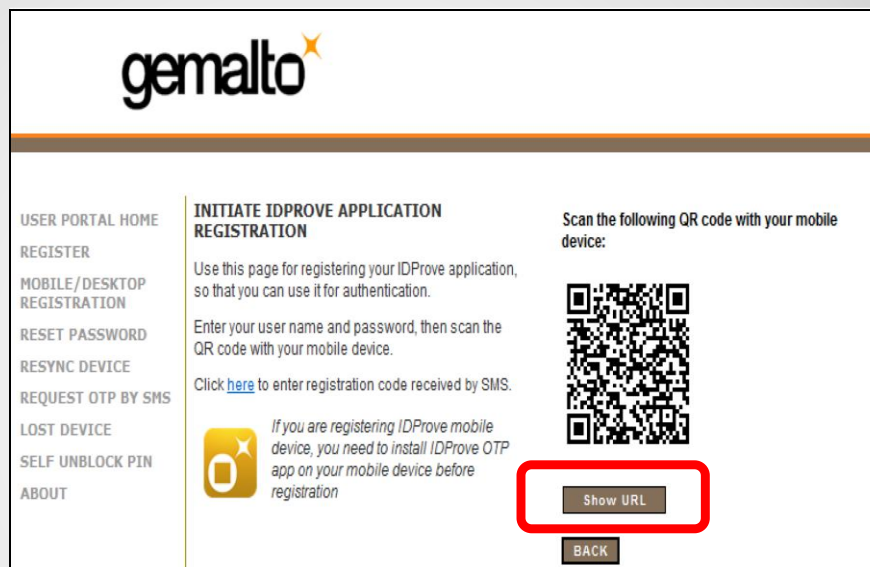 gemalto
USER PORTAL HOME
REGISTER
MOBILE/DESKTOP
REGISTRATION
RESET PASSWORD
RESYNC DEVICE
REQUEST OTP BY SMS
LOST DEVICE
SELF UNBLOCK PIN
ABOUT
INITIATE IDPROVE APPLICATION
REGISTRATION
Use this page for registering your IDProve application,
so that you can use it for authentication.
Enter your user name and password, then scan the
QR code with your mobile device.
Click here to enter registration code received by SMS.
If you are registering IDProve mobile
device, you need to install IDProve OTP
app on your mobile device before
registration
Scan the following QR code with your mobile
device:
Show URL
BACK